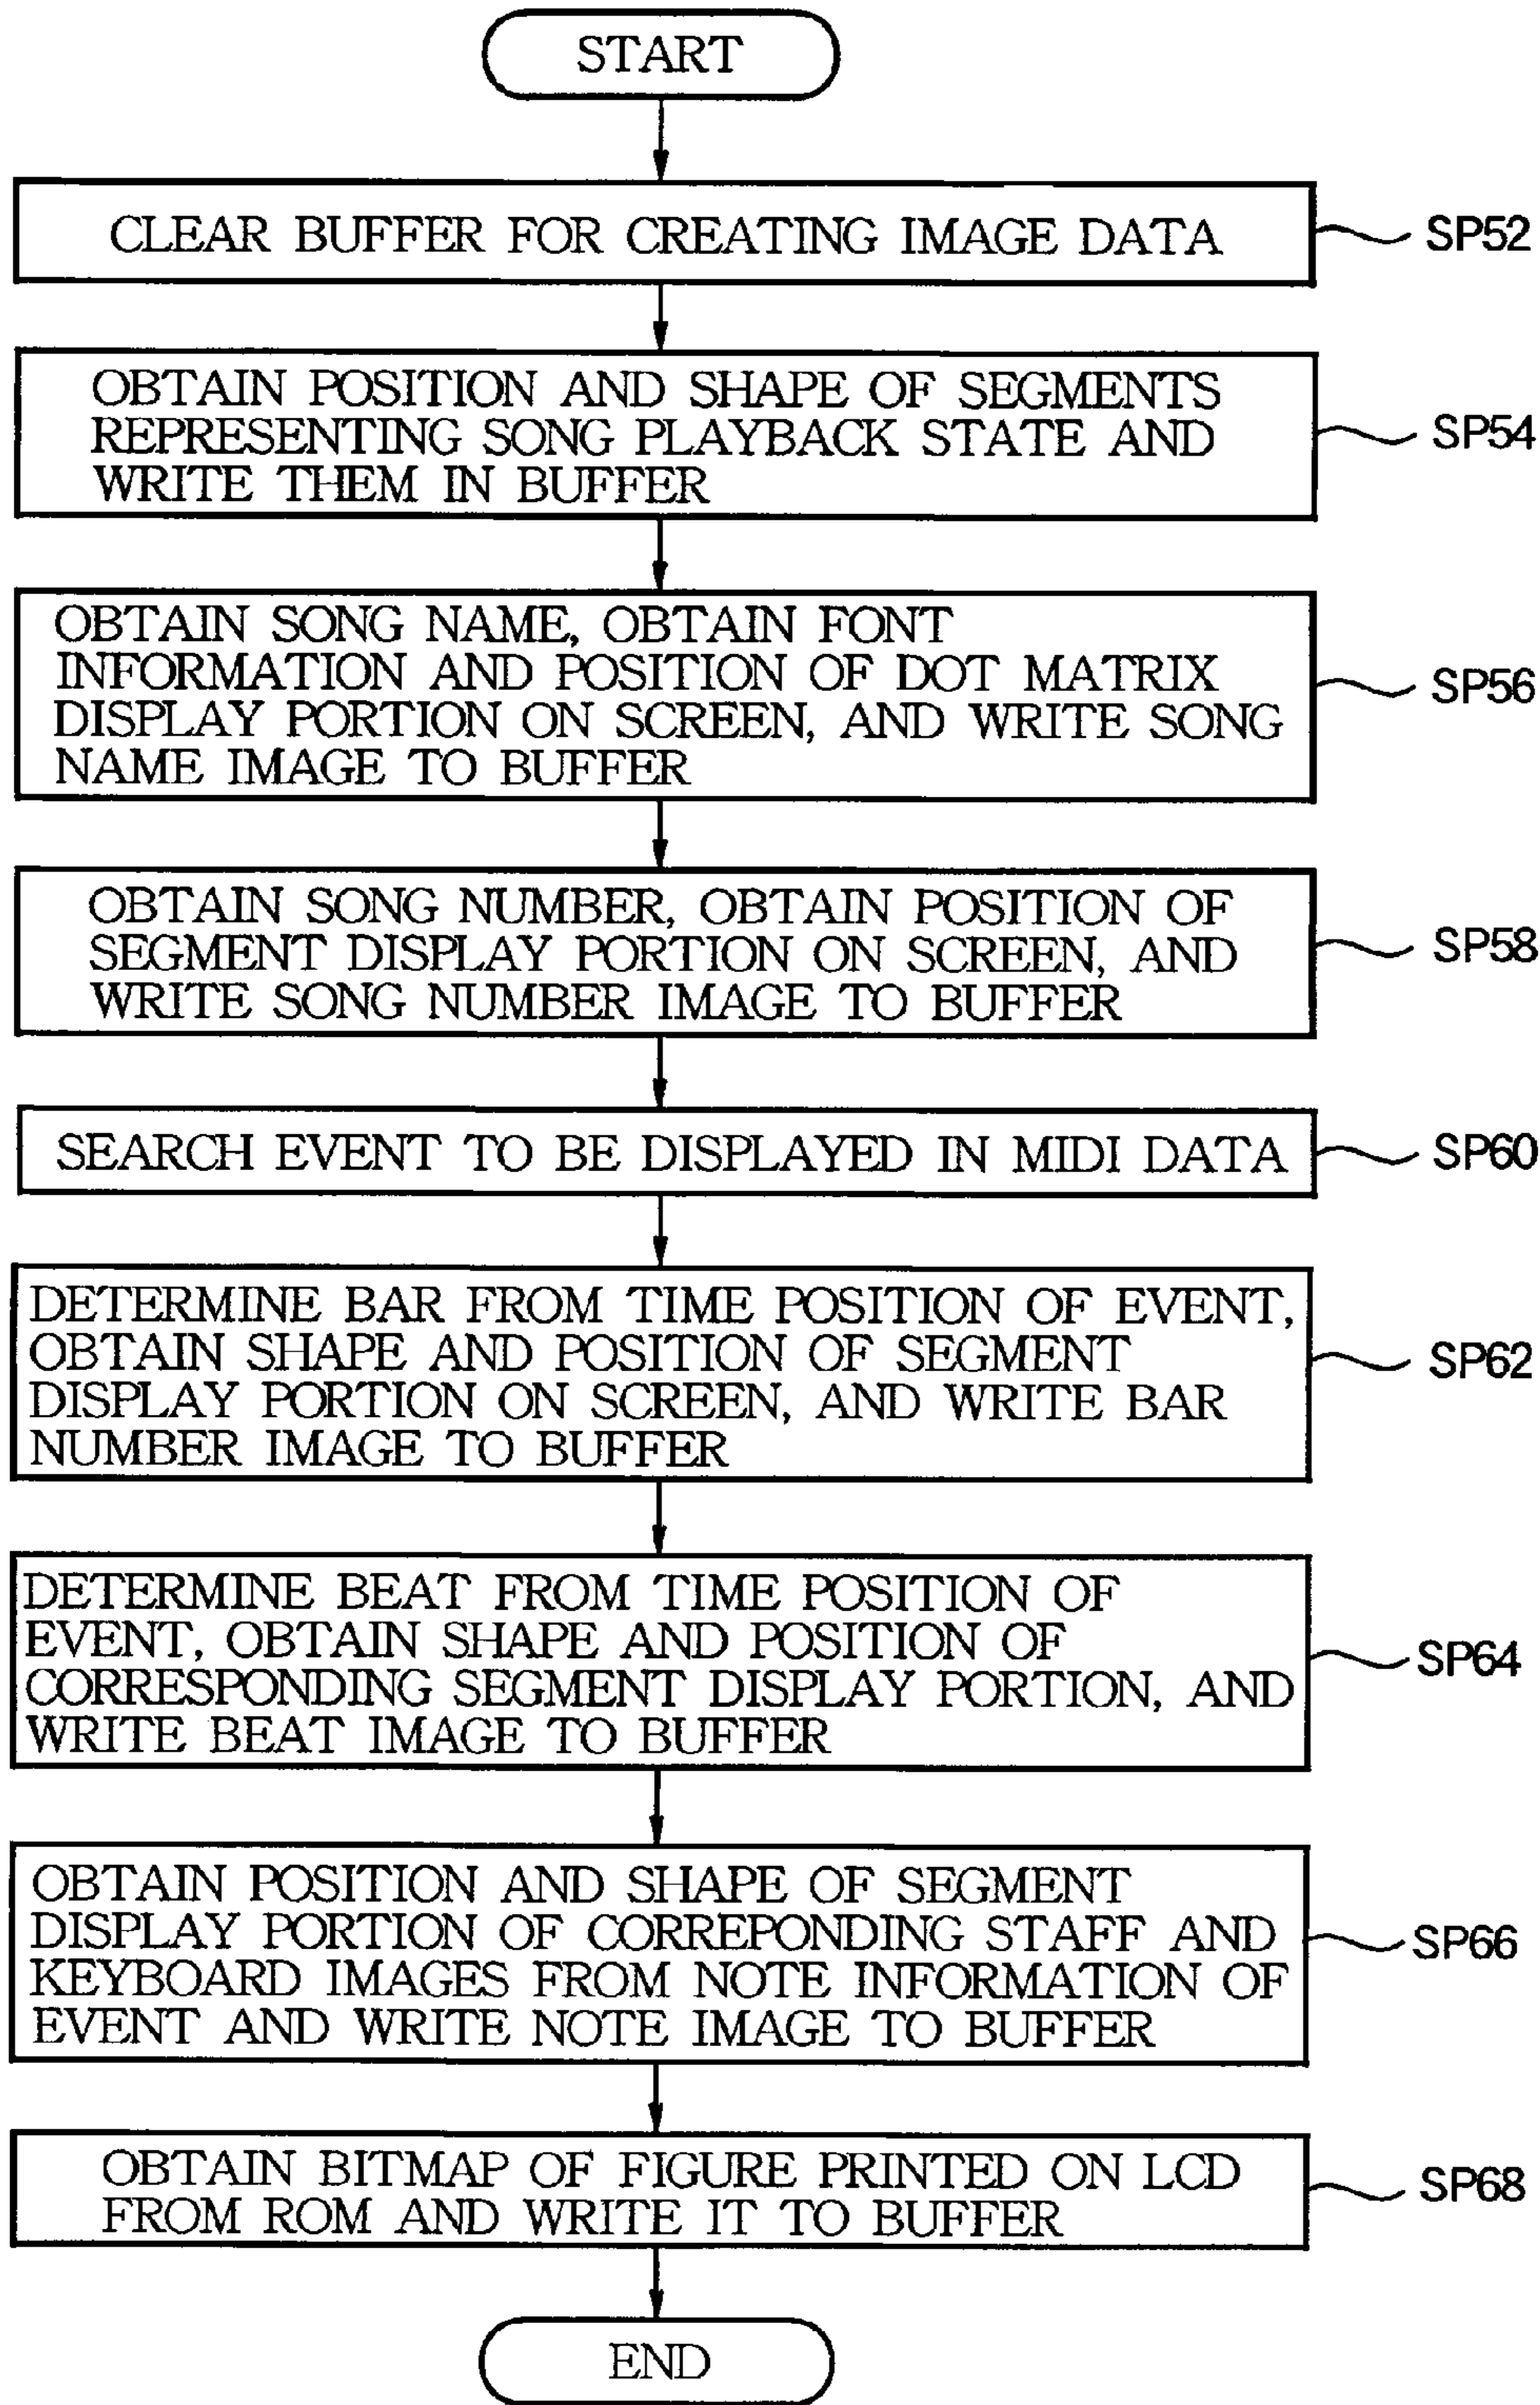 START
CLEAR BUFFER FOR CREATING IMAGE DATA
SP52
OBTAIN POSITION AND SHAPE OF SEGMENTS
REPRESENTING SONG PLAYBACK STATE AND
WRITE THEM IN BUFFER
SP54
OBTAIN SONG NAME, OBTAIN FONT
INFORMATION AND POSITION OF DOT MATRIX
DISPLAY PORTION ON SCREEN, AND WRITE SONG
NAME IMAGE TO BUFFER
SP56
OBTAIN SONG NUMBER, OBTAIN POSITION OF
SEGMENT DISPLAY PORTION ON SCREEN, AND
WRITE SONG NUMBER IMAGE TO BUFFER
SP58
SEARCH EVENT TO BE DISPLAYED IN MIDI DATA
SP60
DETERMINE BAR FROM TIME POSITION OF EVENT,
OBTAIN SHAPE AND POSITION OF SEGMENT
DISPLAY PORTION ON SCREEN, AND WRITE BAR
NUMBER IMAGE TO BUFFER
SP62
DETERMINE BEAT FROM TIME POSITION OF
EVENT, OBTAIN SHAPE AND POSITION OF
CORRESPONDING SEGMENT DISPLAY PORTION, AND
WRITE BEAT IMAGE TO BUFFER
SP64
OBTAIN POSITION AND SHAPE OF SEGMENT
DISPLAY PORTION OF CORREPONDING STAFF AND
KEYBOARD IMAGES FROM NOTE INFORMATION OF
EVENT AND WRITE NOTE IMAGE TO BUFFER
SP66
OBTAIN BITMAP OF FIGURE PRINTED ON LCD
FROM ROM AND WRITE IT TO BUFFER
SP68
END